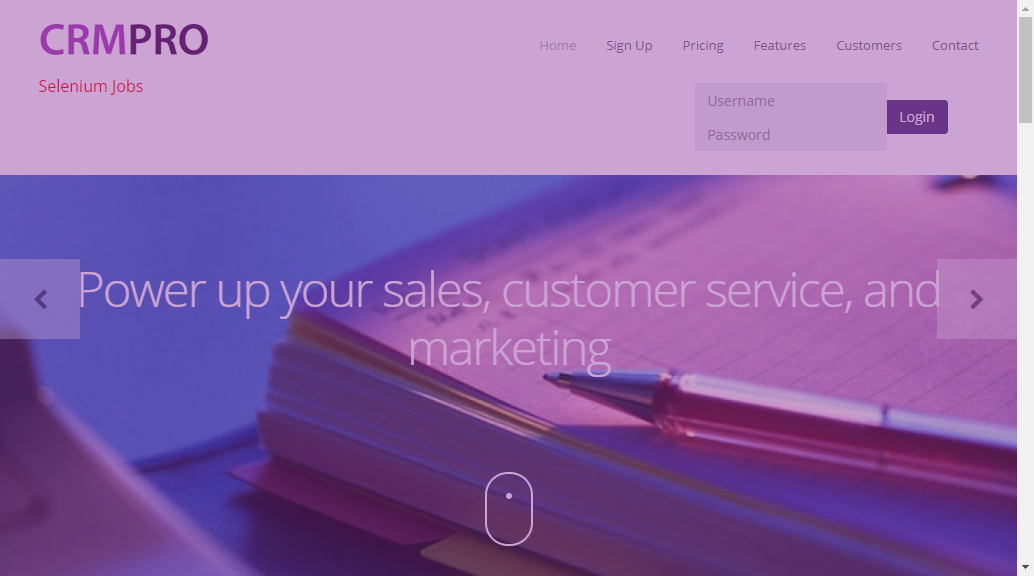 CRMPRO
Home Sign Up Pricing Features Customers Contact
Selenium Jobs
Username
Password
Login
Power up your sales, customer service, and
marketing